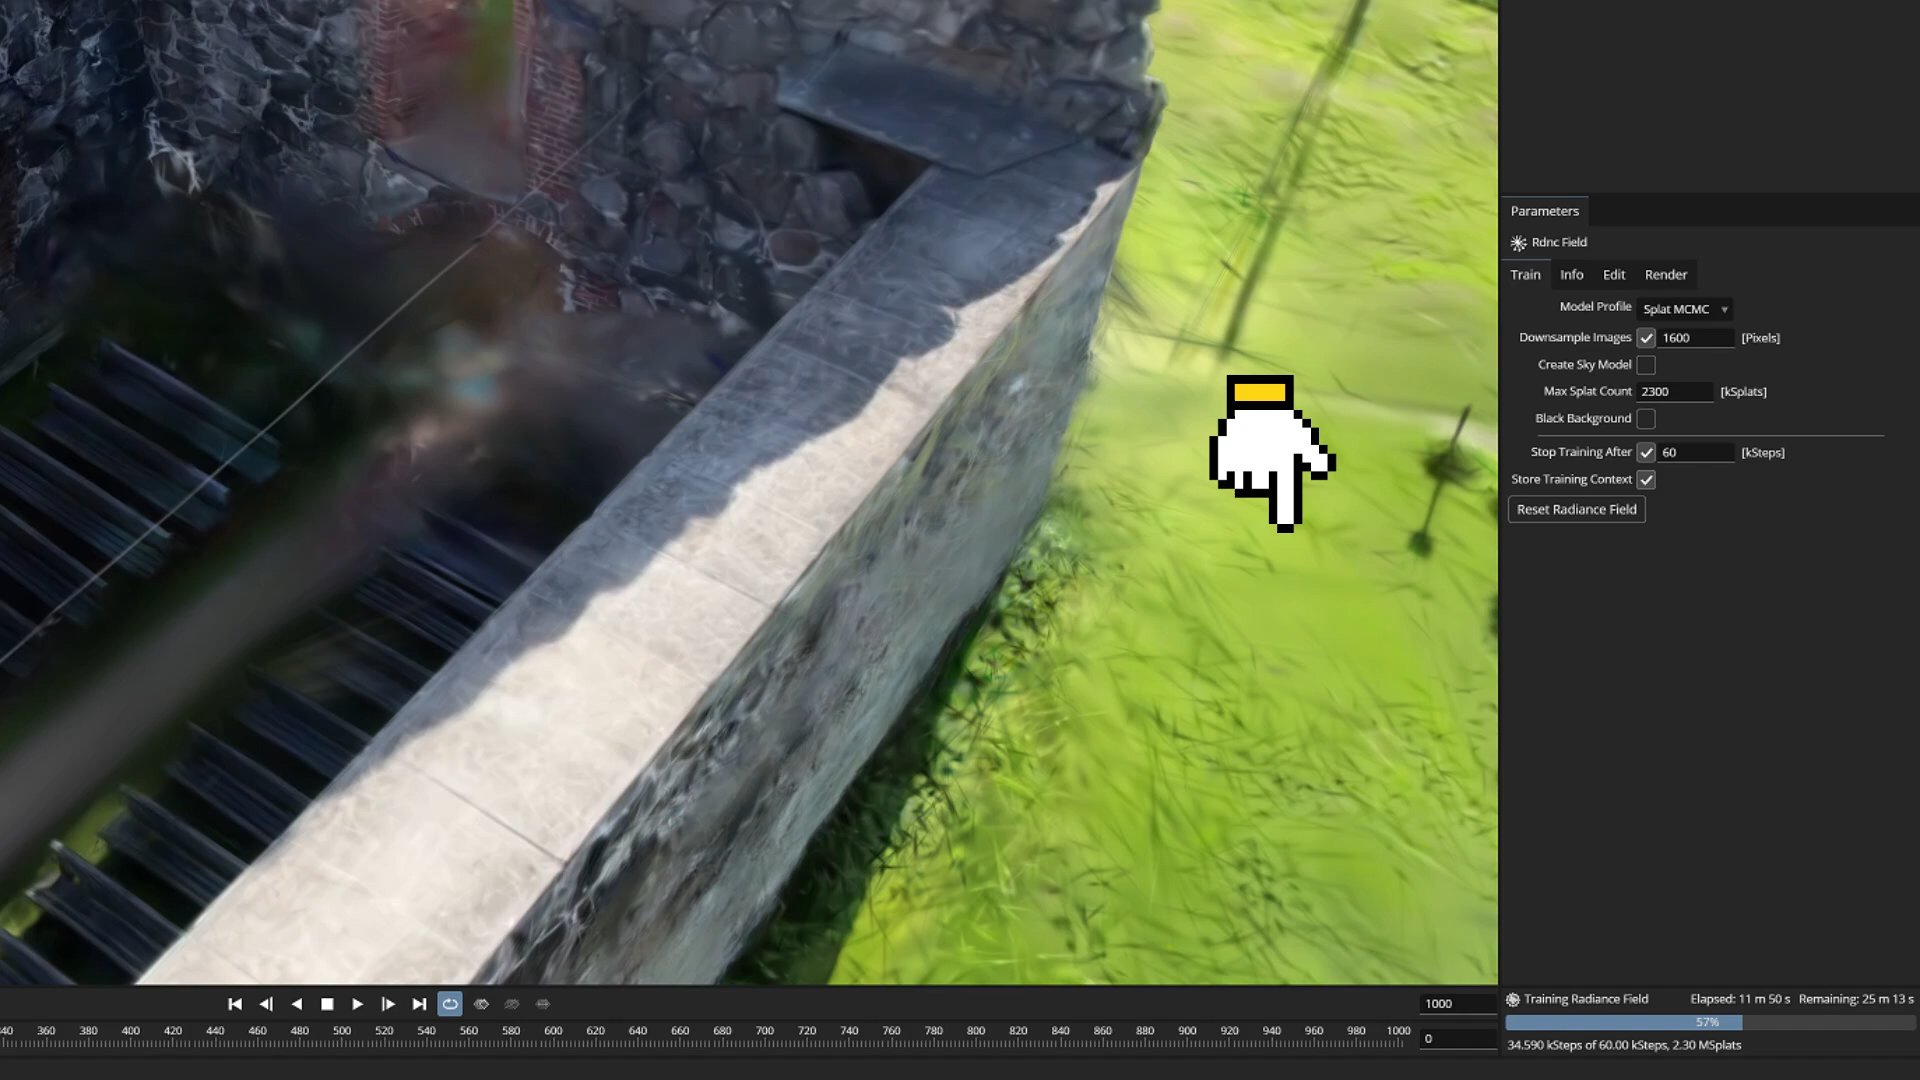 Parameters
Rdnc Field
Train Info Edit Render
Model Profile Splat MCMC
Downsample Images 1600 [Pixels]
Create Sky Model
Max Splat Count 2300 [kSplats]
Black Background
Stop Training After 60 [kSteps]
Store Training Context
Reset Radiance Field
1000
Training Radiance Field Elapsed: 11 m 50 s Remaining: 25 m 13 s
57%
340 360 380 400 420 440 460 480 500 520 540 560 580 600 620 640 660 680 700 720 740 760 780 800 820 840 860 880 900 920 940 960 980 1000
0
34.590 kSteps of 60.00 kSteps, 2.30 MSplats